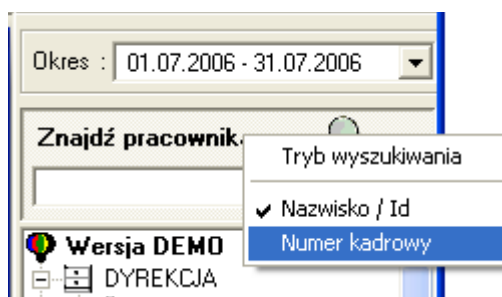 Okres : 01.07.2006 - 31.07.2006
Znajdź pracownika
Tryb wyszukiwania
Nazwisko / Id
Numer kadrowy
Wersja DEMO
DYREKCJA